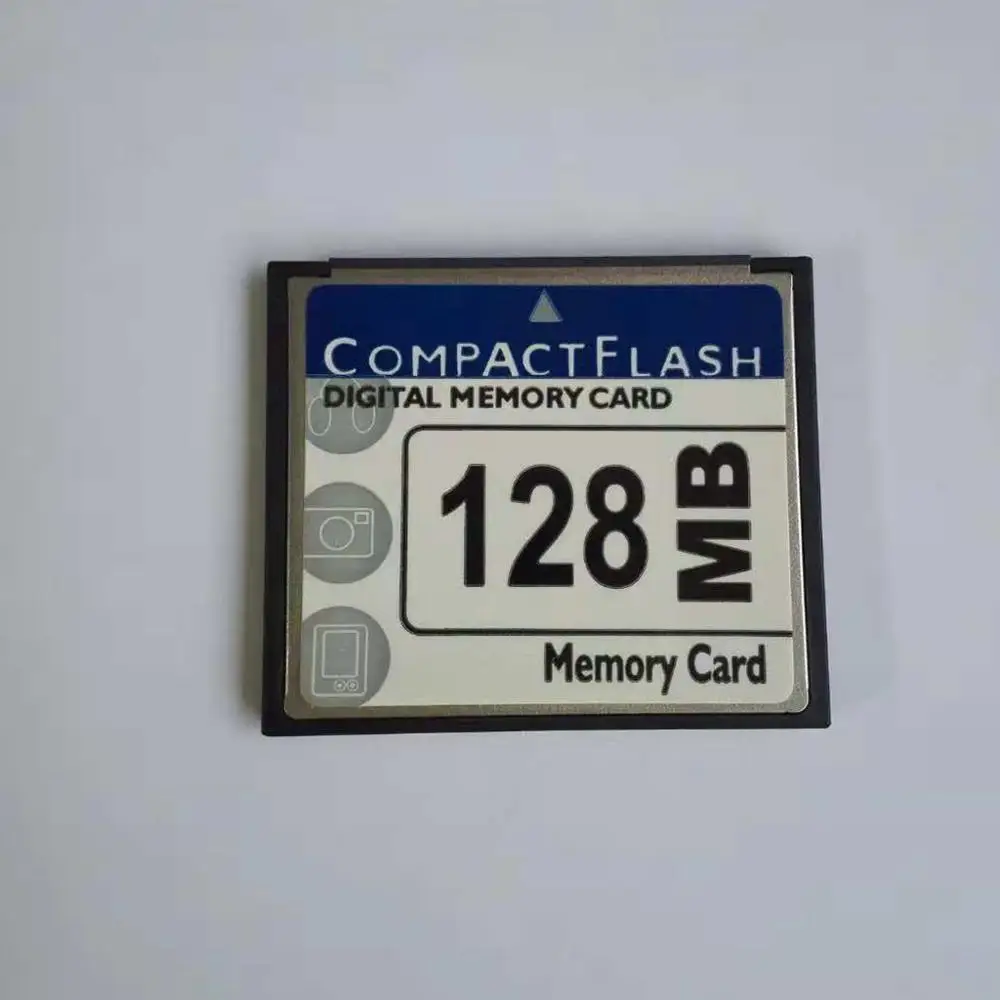 COMPACTFLASH
DIGITAL MEMORY CARD
128 MB
Memory Card